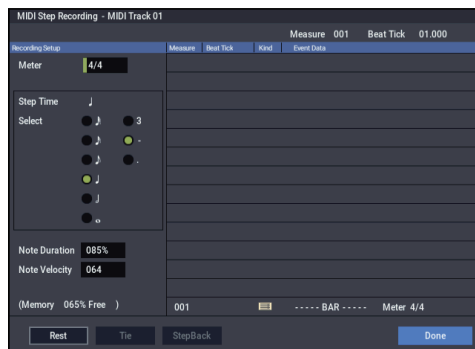 MIDI Step Recording - MIDI Track 01
Measure 001 Beat Tick 01.000
Recording Setup Measure Beat Tick Kind Event Data
Meter 4/4
Step Time
Select 3
-
.
Note Duration 085%
Note Velocity 064
(Memory 065% Free )
001 ----- BAR ----- Meter 4/4
Rest Tie StepBack Done